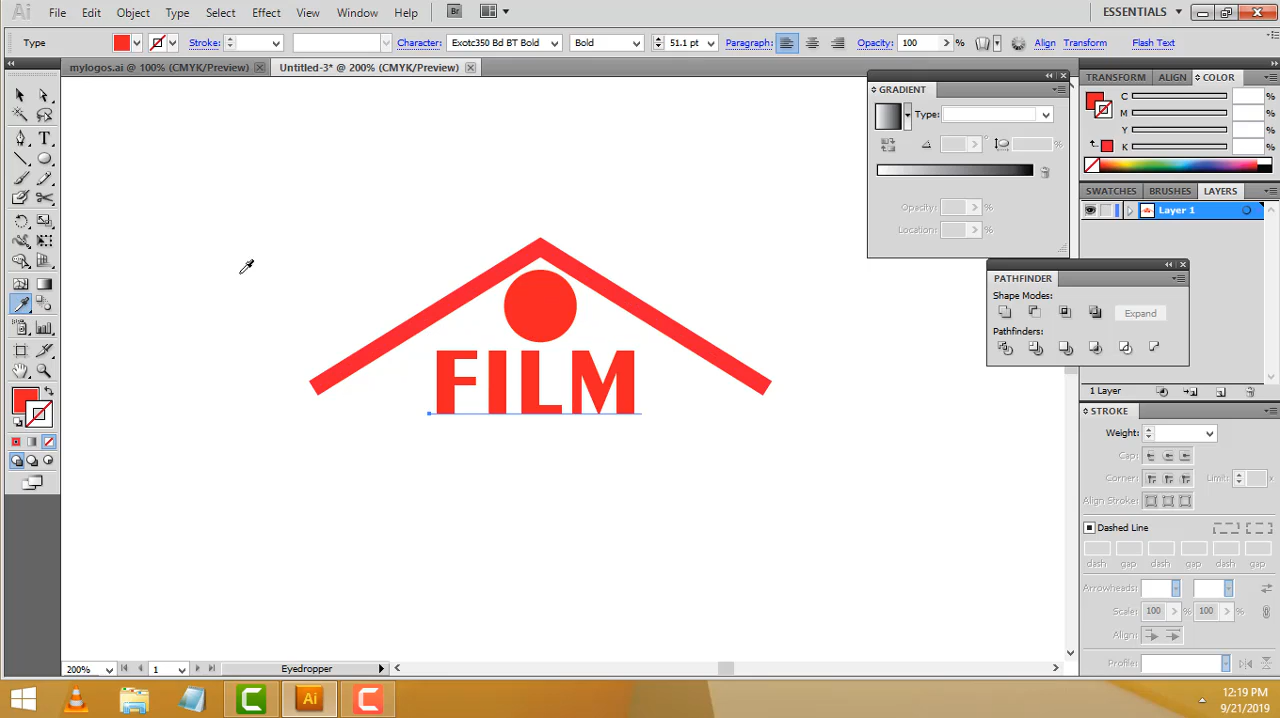 Ai File Edit Object Type Select Effect View Window Help Br ESSENTIALS
Type Stroke: Character: Exotc350 Bd BT Bold Bold 51.1 pt Paragraph: Opacity: 100 % Align Transform Flash Text
mylogos.ai @ 100% (CMYK/Preview) Untitled-3* @ 200% (CMYK/Preview)
TRANSFORM ALIGN COLOR
GRADIENT
Type:
C %
M %
Y %
K %
%
Opacity: %
Location: %
SWATCHES BRUSHES LAYERS
Layer 1
PATHFINDER
Shape Modes:
Expand
Pathfinders:
FILM
1 Layer
STROKE
Weight:
Cap:
Corner: Limit: x
Align Stroke:
Dashed Line
dash gap dash gap dash gap
Arrowheads:
Scale: 100 % 100 %
Align:
Profile:
200% 1 Eyedropper
Ai
12:19 PM
9/21/2019